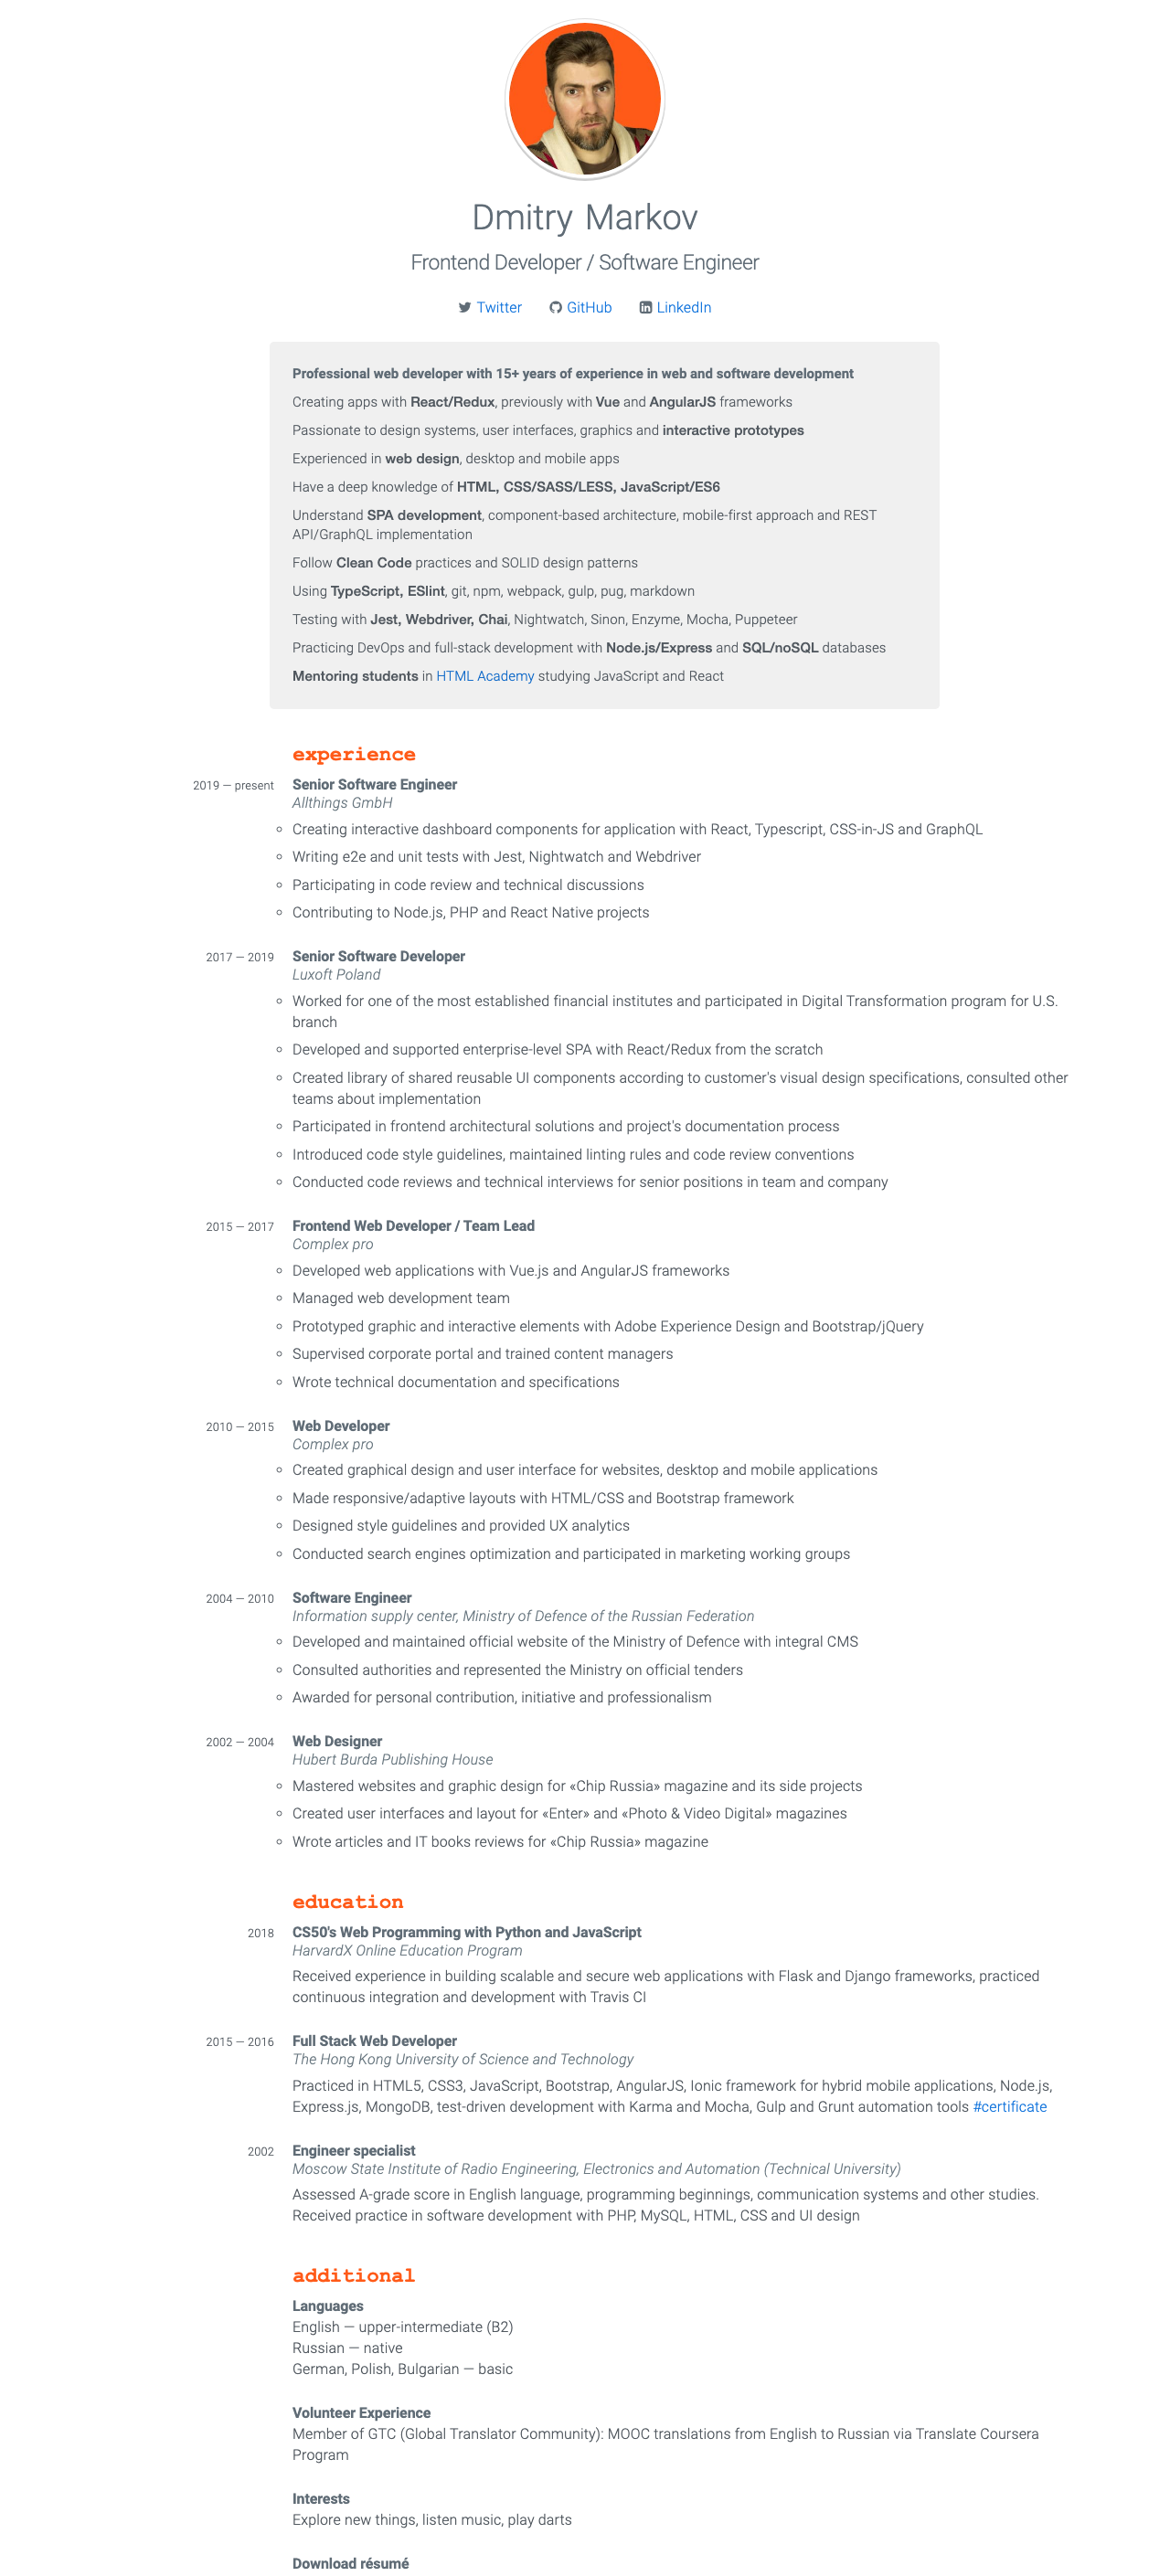 Dmitry Markov
Frontend Developer / Software Engineer
Twitter GitHub LinkedIn
Professional web developer with 15+ years of experience in web and software development
Creating apps with React/Redux, previously with Vue and AngularJS frameworks
Passionate to design systems, user interfaces, graphics and interactive prototypes
Experienced in web design, desktop and mobile apps
Have a deep knowledge of HTML, CSS/SASS/LESS, JavaScript/ES6
Understand SPA development, component-based architecture, mobile-first approach and REST
API/GraphQL implementation
Follow Clean Code practices and SOLID design patterns
Using TypeScript, ESlint, git, npm, webpack, gulp, pug, markdown
Testing with Jest, Webdriver, Chai, Nightwatch, Sinon, Enzyme, Mocha, Puppeteer
Practicing DevOps and full-stack development with Node.js/Express and SQL/noSQL databases
Mentoring students in HTML Academy studying JavaScript and React
experience
2019 — present Senior Software Engineer
Allthings GmbH
Creating interactive dashboard components for application with React, Typescript, CSS-in-JS and GraphQL
Writing e2e and unit tests with Jest, Nightwatch and Webdriver
Participating in code review and technical discussions
Contributing to Node.js, PHP and React Native projects
2017 — 2019 Senior Software Developer
Luxoft Poland
Worked for one of the most established financial institutes and participated in Digital Transformation program for U.S.
branch
Developed and supported enterprise-level SPA with React/Redux from the scratch
Created library of shared reusable UI components according to customer's visual design specifications, consulted other
teams about implementation
Participated in frontend architectural solutions and project's documentation process
Introduced code style guidelines, maintained linting rules and code review conventions
Conducted code reviews and technical interviews for senior positions in team and company
2015 — 2017 Frontend Web Developer / Team Lead
Complex pro
Developed web applications with Vue.js and AngularJS frameworks
Managed web development team
Prototyped graphic and interactive elements with Adobe Experience Design and Bootstrap/jQuery
Supervised corporate portal and trained content managers
Wrote technical documentation and specifications
2010 — 2015 Web Developer
Complex pro
Created graphical design and user interface for websites, desktop and mobile applications
Made responsive/adaptive layouts with HTML/CSS and Bootstrap framework
Designed style guidelines and provided UX analytics
Conducted search engines optimization and participated in marketing working groups
2004 — 2010 Software Engineer
Information supply center, Ministry of Defence of the Russian Federation
Developed and maintained official website of the Ministry of Defence with integral CMS
Consulted authorities and represented the Ministry on official tenders
Awarded for personal contribution, initiative and professionalism
2002 — 2004 Web Designer
Hubert Burda Publishing House
Mastered websites and graphic design for «Chip Russia» magazine and its side projects
Created user interfaces and layout for «Enter» and «Photo & Video Digital» magazines
Wrote articles and IT books reviews for «Chip Russia» magazine
education
2018 CS50's Web Programming with Python and JavaScript
HarvardX Online Education Program
Received experience in building scalable and secure web applications with Flask and Django frameworks, practiced
continuous integration and development with Travis CI
2015 — 2016 Full Stack Web Developer
The Hong Kong University of Science and Technology
Practiced in HTML5, CSS3, JavaScript, Bootstrap, AngularJS, Ionic framework for hybrid mobile applications, Node.js,
Express.js, MongoDB, test-driven development with Karma and Mocha, Gulp and Grunt automation tools #certificate
2002 Engineer specialist
Moscow State Institute of Radio Engineering, Electronics and Automation (Technical University)
Assessed A-grade score in English language, programming beginnings, communication systems and other studies.
Received practice in software development with PHP, MySQL, HTML, CSS and UI design
additional
Languages
English — upper-intermediate (B2)
Russian — native
German, Polish, Bulgarian — basic
Volunteer Experience
Member of GTC (Global Translator Community): MOOC translations from English to Russian via Translate Coursera
Program
Interests
Explore new things, listen music, play darts
Download résumé